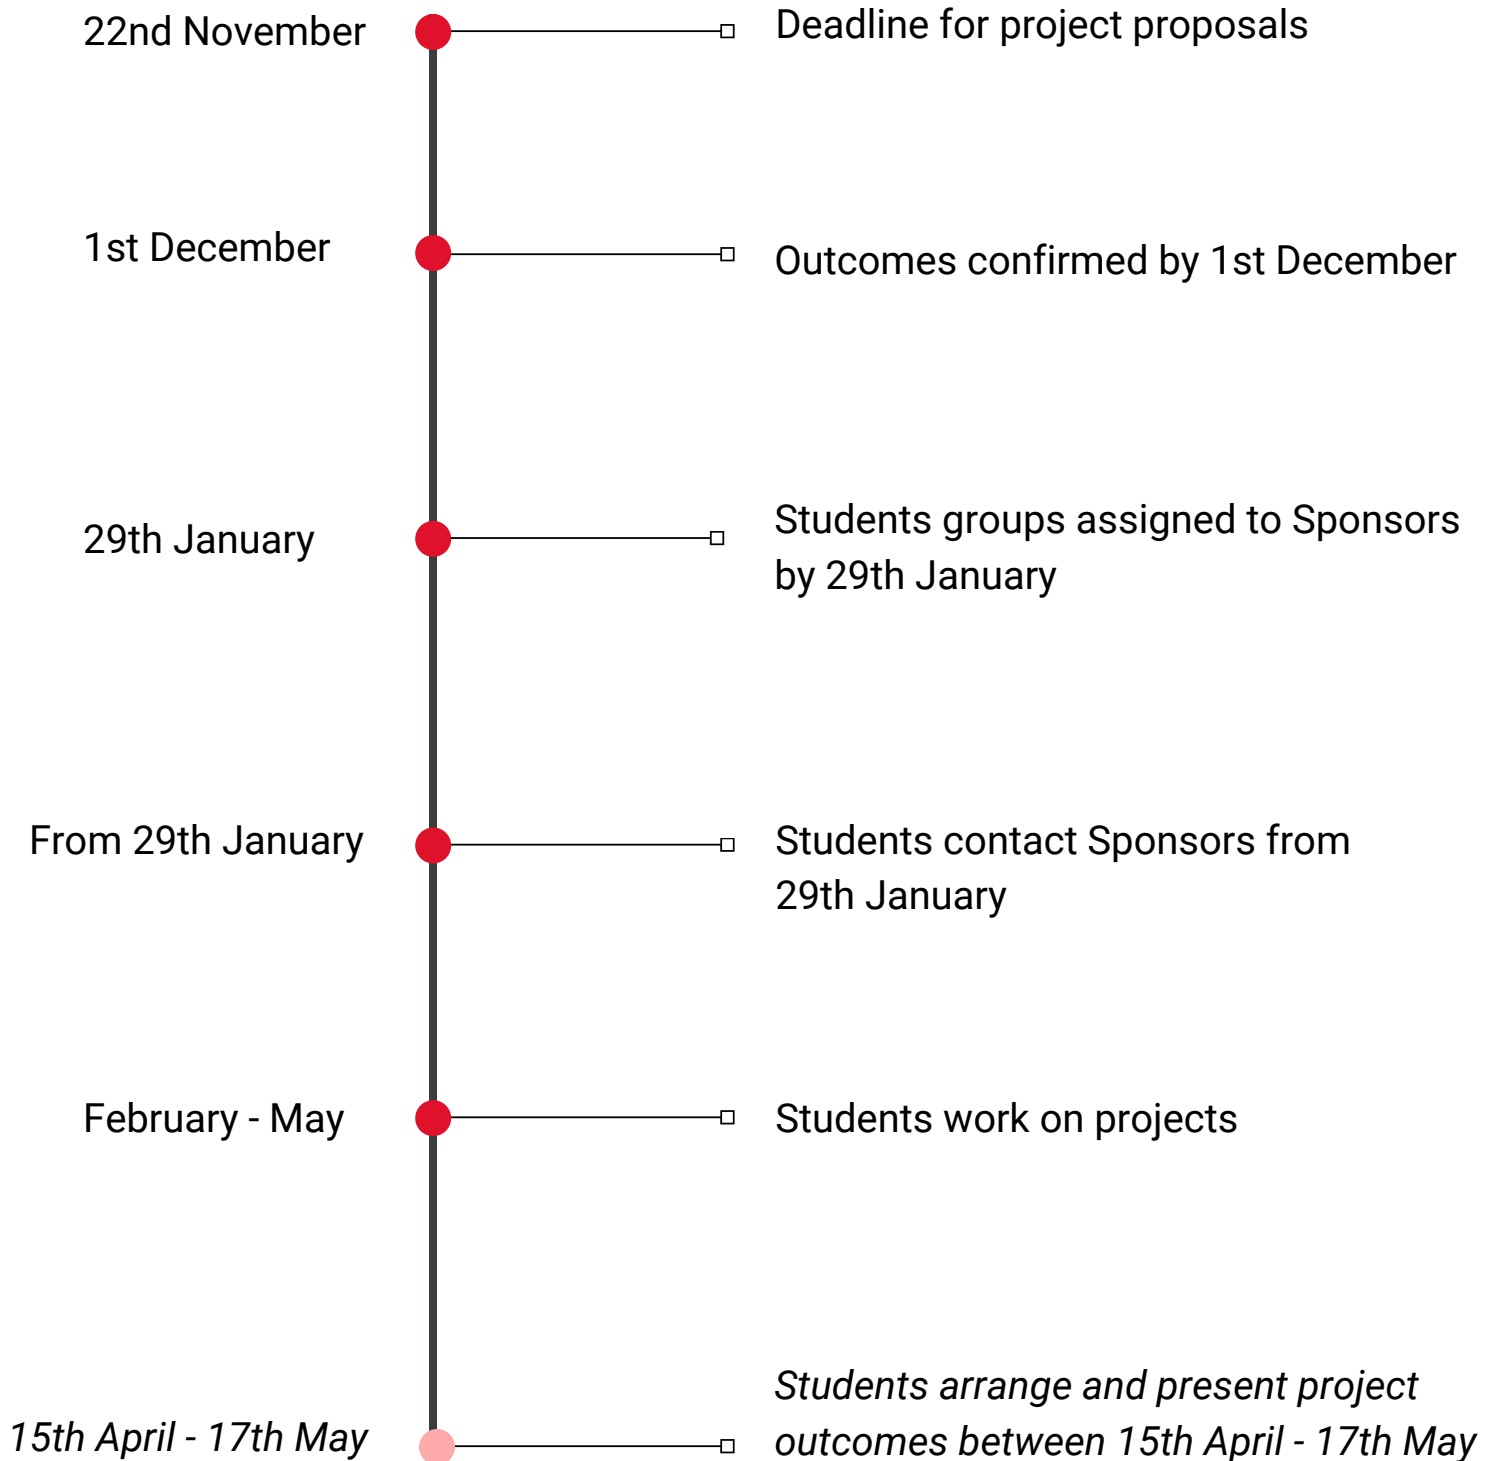 22nd November
Deadline for project proposals
1st December
Outcomes confirmed by 1st December
29th January
Students groups assigned to Sponsors
by 29th January
From 29th January
Students contact Sponsors from
29th January
February - May
Students work on projects
15th April - 17th May
Students arrange and present project
outcomes between 15th April - 17th May